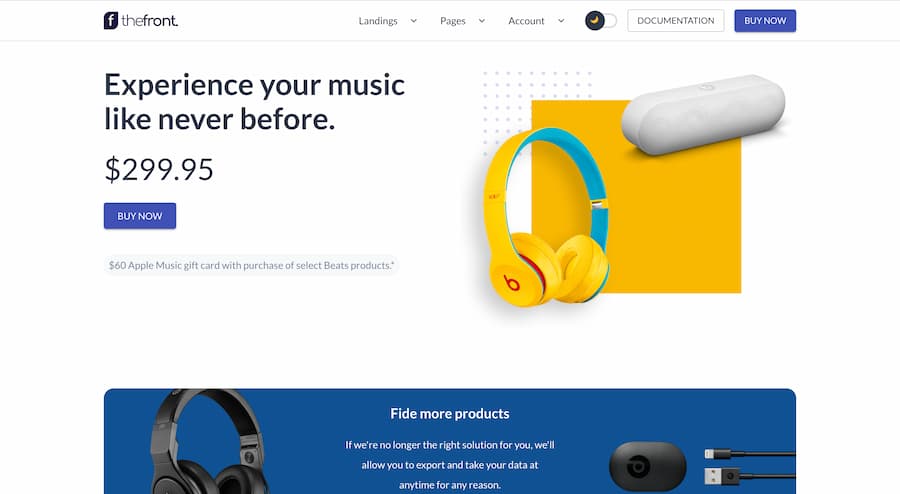 f thefront.
Landings
Pages
Account
DOCUMENTATION
BUY NOW
Experience your music
like never before.
$299.95
BUY NOW
$60 Apple Music gift card with purchase of select Beats products.*
Fide more products
If we're no longer the right solution for you, we'll
allow you to export and take your data at
anytime for any reason.